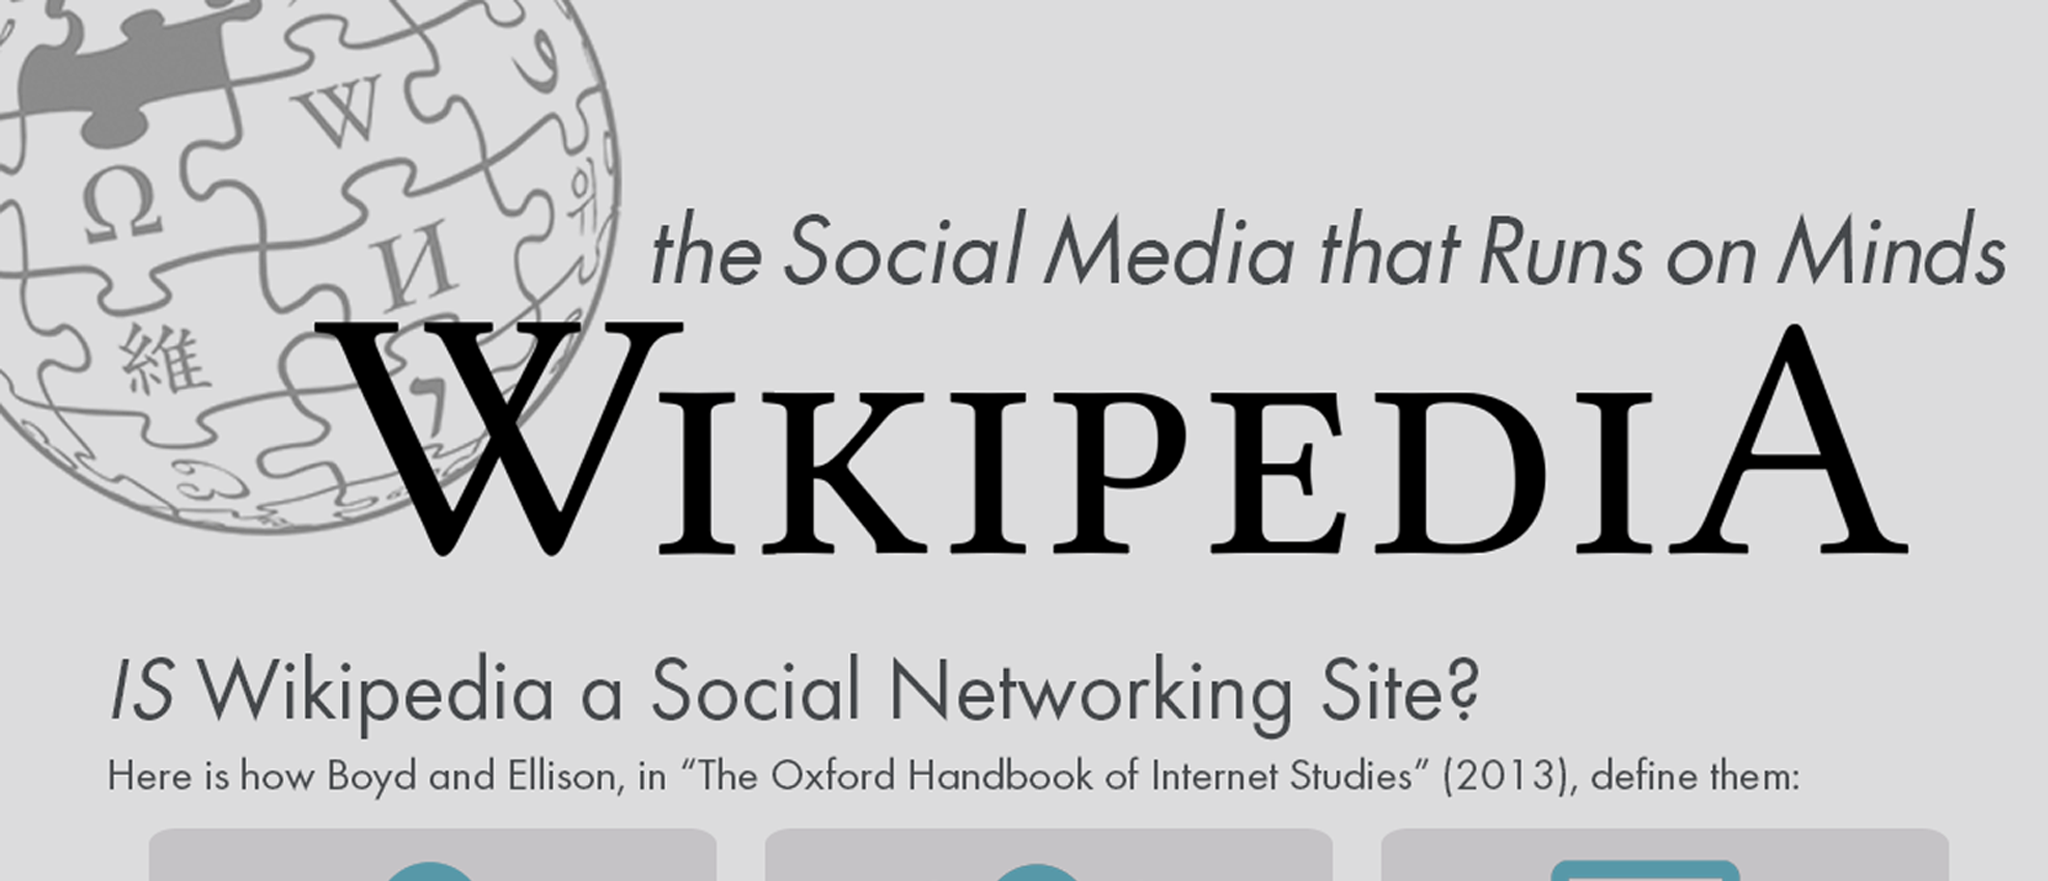 W
Ω
И
維
the Social Media that Runs on Minds
WIKIPEDIA
IS Wikipedia a Social Networking Site?
Here is how Boyd and Ellison, in “The Oxford Handbook of Internet Studies” (2013), define them: